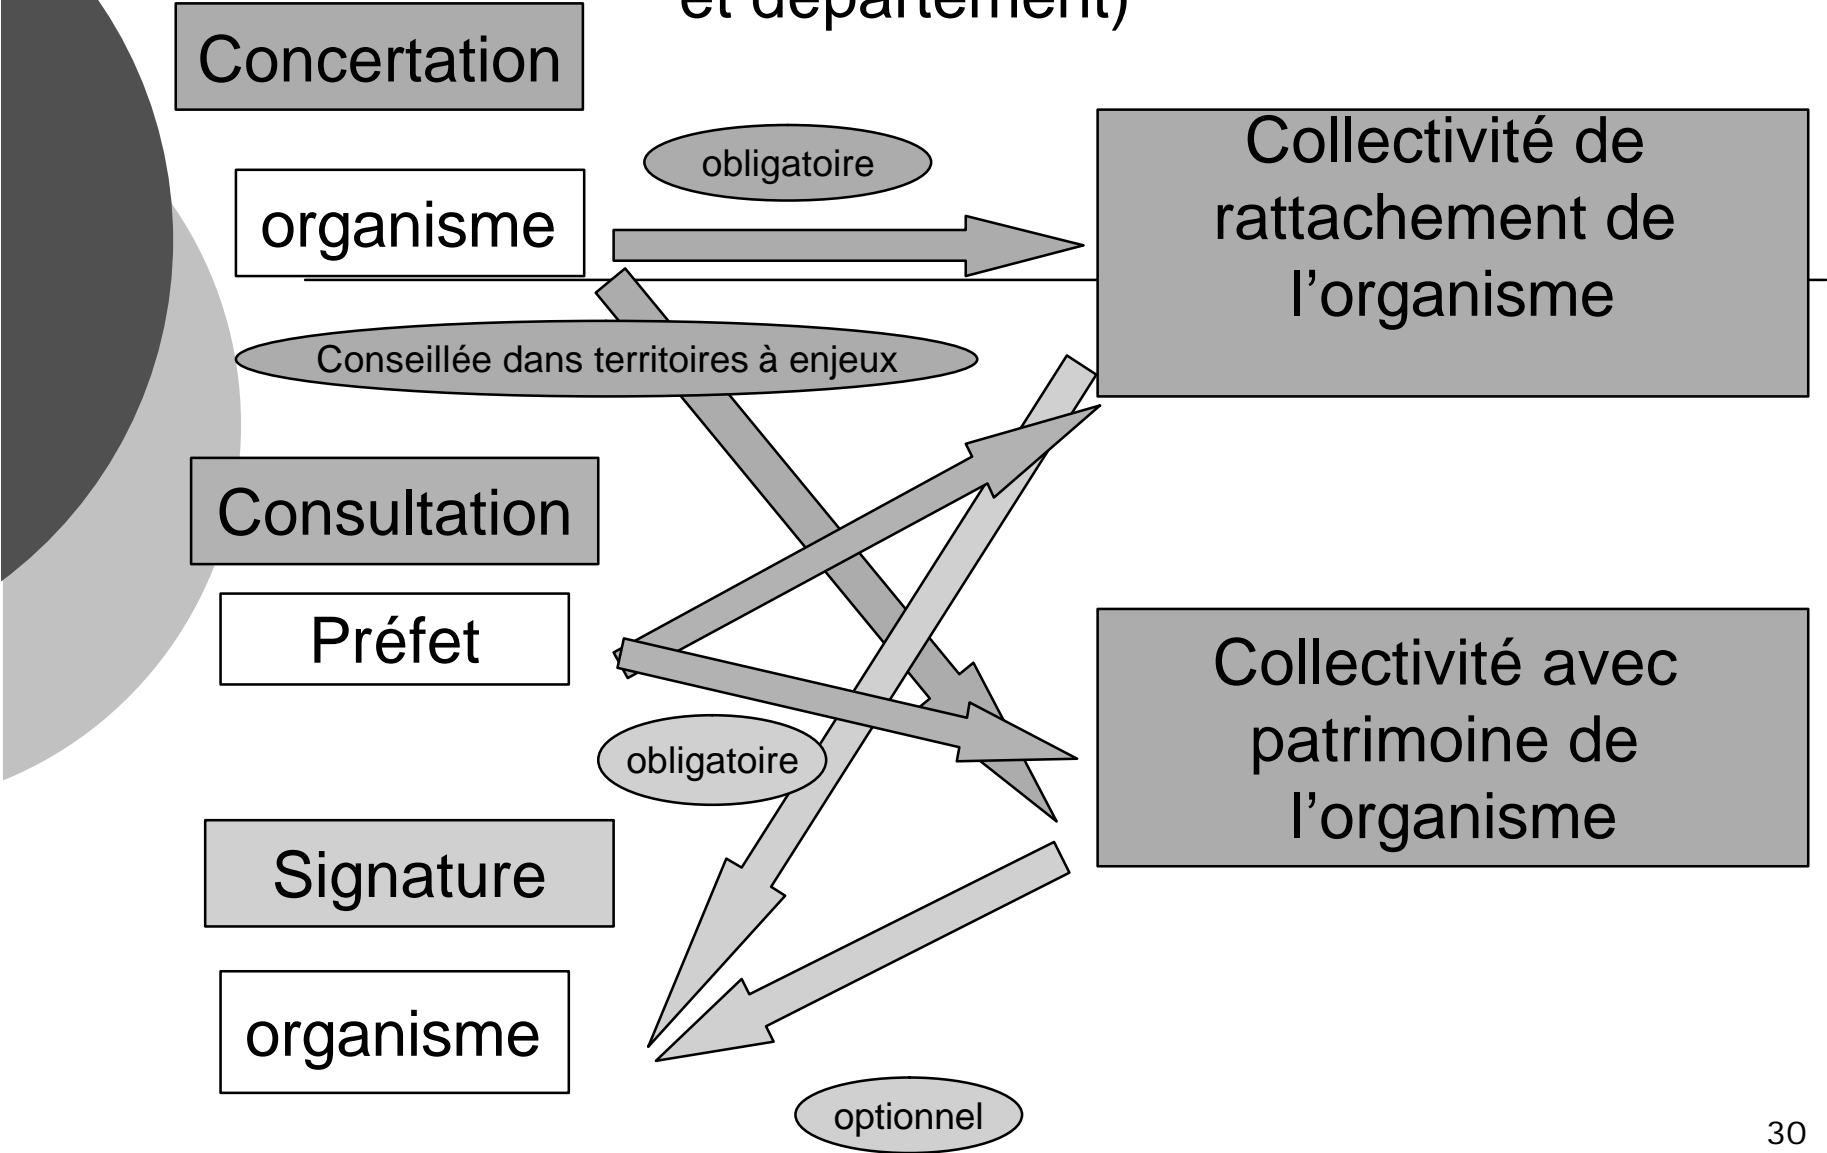 et département)
Concertation
obligatoire
organisme
Collectivité de
rattachement de
l’organisme
Conseillée dans territoires à enjeux
Consultation
Préfet
Collectivité avec
patrimoine de
l’organisme
obligatoire
Signature
organisme
optionnel
30